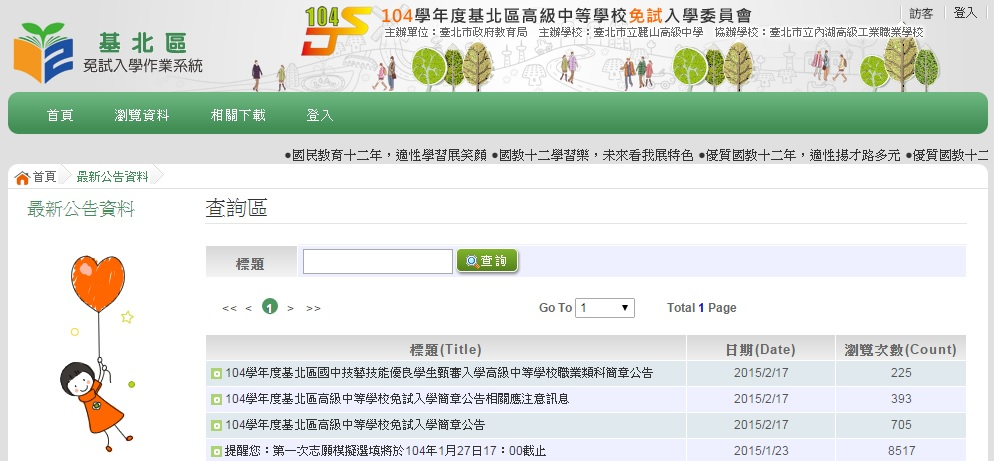 104學年度基北區高級中等學校免試入學委員會
訪客 登入
主辦單位：臺北市政府教育局 主辦學校：臺北市立麗山高級中學 協辦學校：臺北市立內湖高級工業職業學校
104
基北區
免試入學作業系統
首頁 瀏覽資料 相關下載 登入
●國民教育十二年，適性學習展笑顏 ●國教十二學習樂，未來看我展特色 ●優質國教十二年，適性揚才路多元 ●優質國教十二
首頁 最新公告資料
最新公告資料
查詢區
標題 查詢
<< < 1 > >> Go To 1 Total 1 Page
標題(Title) 日期(Date) 瀏覽次數(Count)
104學年度基北區國中技藝技能優良學生甄審入學高級中等學校職業類科簡章公告 2015/2/17 225
104學年度基北區高級中等學校免試入學簡章公告相關應注意訊息 2015/2/17 393
104學年度基北區高級中等學校免試入學簡章公告 2015/2/17 705
提醒您：第一次志願模擬選填將於104年1月27日17：00截止 2015/1/23 8517